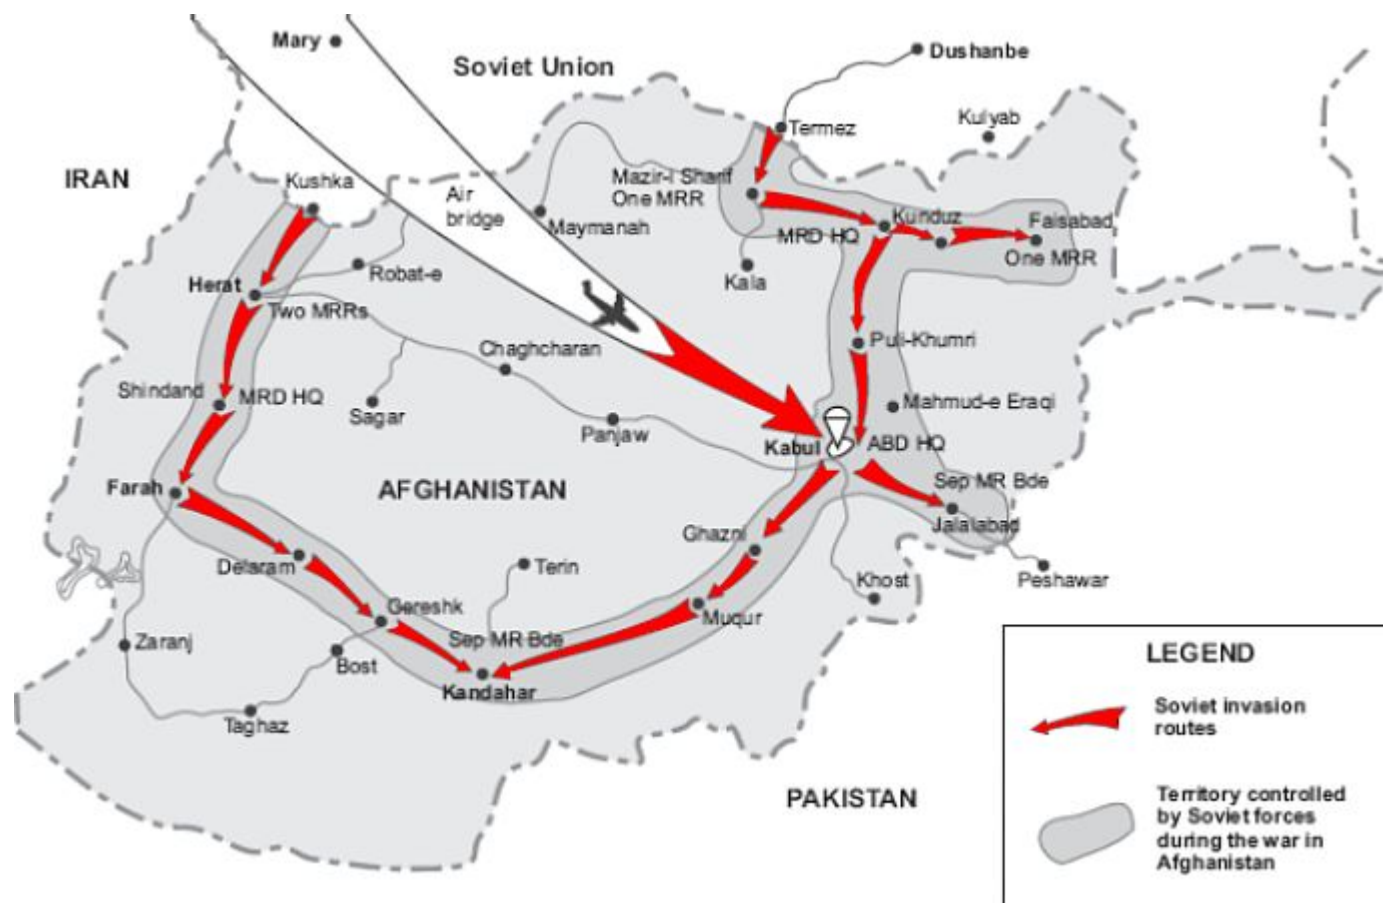 Mary
Soviet Union
Dushanbe
Kulyab
Termez
IRAN
Kushka
Air
bridge
Mazir-i Sharif
One MRR
Maymanah
MRD HQ
Kunduz
Faisabad
One MRR
Kala
Robat-e
Herat
Two MRRs
Chaghcharan
Puli-Khumri
Shindand
MRD HQ
Sagar
Panjaw
Mahmud-e Eraqi
Kabul
ABD HQ
Farah
AFGHANISTAN
Sep MR Bde
Jalalabad
Ghazni
Delaram
Terin
Khost
Peshawar
Gereshk
Muqur
Zaranj
Bost
Sep MR Bde
Kandahar
Taghaz
PAKISTAN
LEGEND
Soviet invasion
routes
Territory controlled
by Soviet forces
during the war in
Afghanistan